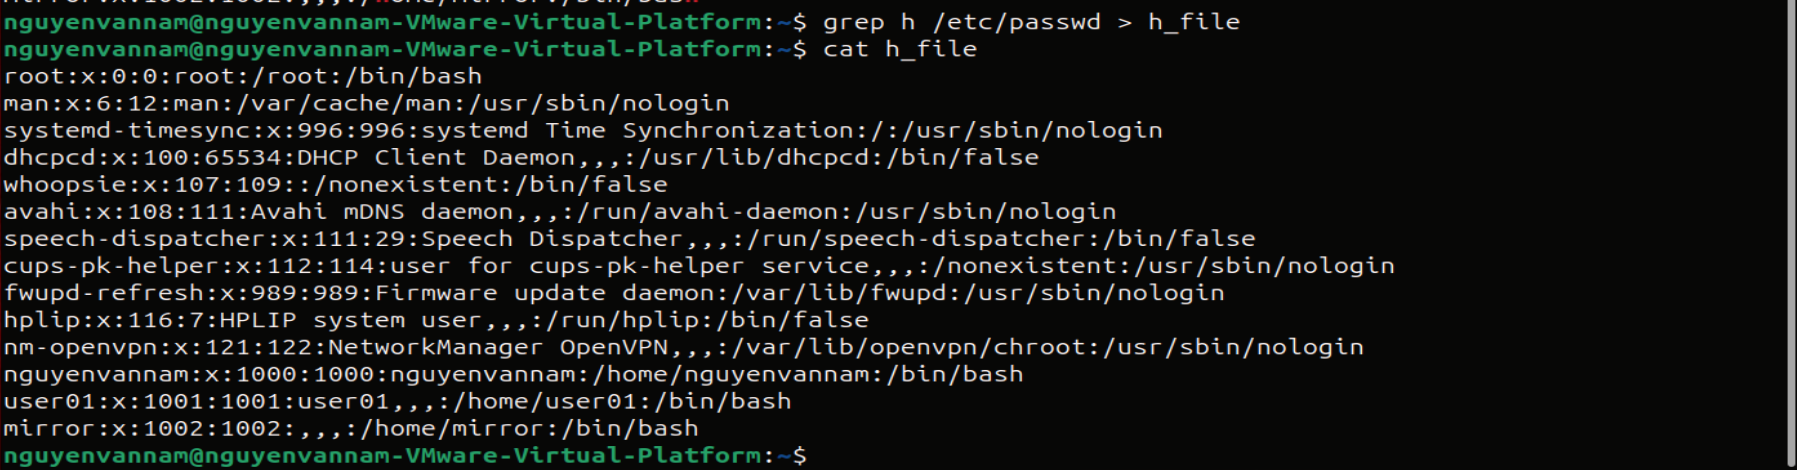 nguyenvannam@nguyenvannam-VMware-Virtual-Platform:~$ grep h /etc/passwd > h_file
nguyenvannam@nguyenvannam-VMware-Virtual-Platform:~$ cat h_file
root:x:0:0:root:/root:/bin/bash
man:x:6:12:man:/var/cache/man:/usr/sbin/nologin
systemd-timesync:x:996:996:systemd Time Synchronization:/:/usr/sbin/nologin
dhcpcd:x:100:65534:DHCP Client Daemon,,,:/usr/lib/dhcpcd:/bin/false
whoopsie:x:107:109::/nonexistent:/bin/false
avahi:x:108:111:Avahi mDNS daemon,,,:/run/avahi-daemon:/usr/sbin/nologin
speech-dispatcher:x:111:29:Speech Dispatcher,,,:/run/speech-dispatcher:/bin/false
cups-pk-helper:x:112:114:user for cups-pk-helper service,,,:/nonexistent:/usr/sbin/nologin
fwupd-refresh:x:989:989:Firmware update daemon:/var/lib/fwupd:/usr/sbin/nologin
hplip:x:116:7:HPLIP system user,,,:/run/hplip:/bin/false
nm-openvpn:x:121:122:NetworkManager OpenVPN,,,:/var/lib/openvpn/chroot:/usr/sbin/nologin
nguyenvannam:x:1000:1000:nguyenvannam:/home/nguyenvannam:/bin/bash
user01:x:1001:1001:user01,,,:/home/user01:/bin/bash
mirror:x:1002:1002:,,,:/home/mirror:/bin/bash
nguyenvannam@nguyenvannam-VMware-Virtual-Platform:~$